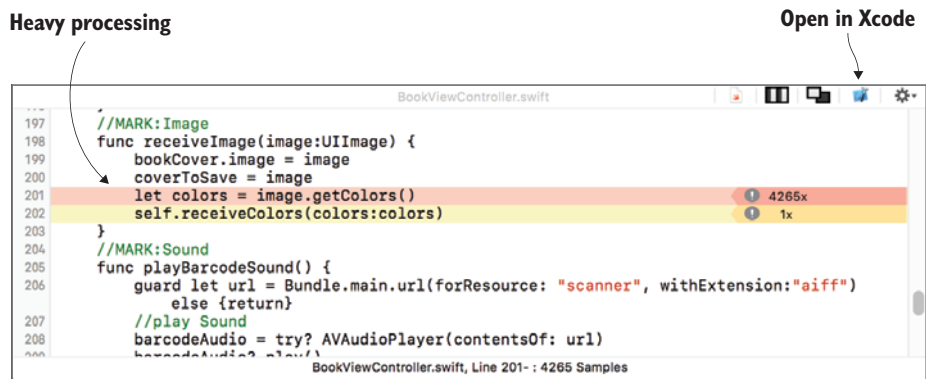 Heavy processing
Open in Xcode
BookViewController.swift
197 //MARK:Image
198 func receiveImage(image:UIImage) {
199 bookCover.image = image
200 coverToSave = image
201 let colors = image.getColors() 4265x
202 self.receiveColors(colors:colors) 1x
203 }
204 //MARK:Sound
205 func playBarcodeSound() {
206 guard let url = Bundle.main.url(forResource: "scanner", withExtension:"aiff")
else {return}
207 //play Sound
208 barcodeAudio = try? AVAudioPlayer(contentsOf: url)
BookViewController.swift, Line 201- : 4265 Samples